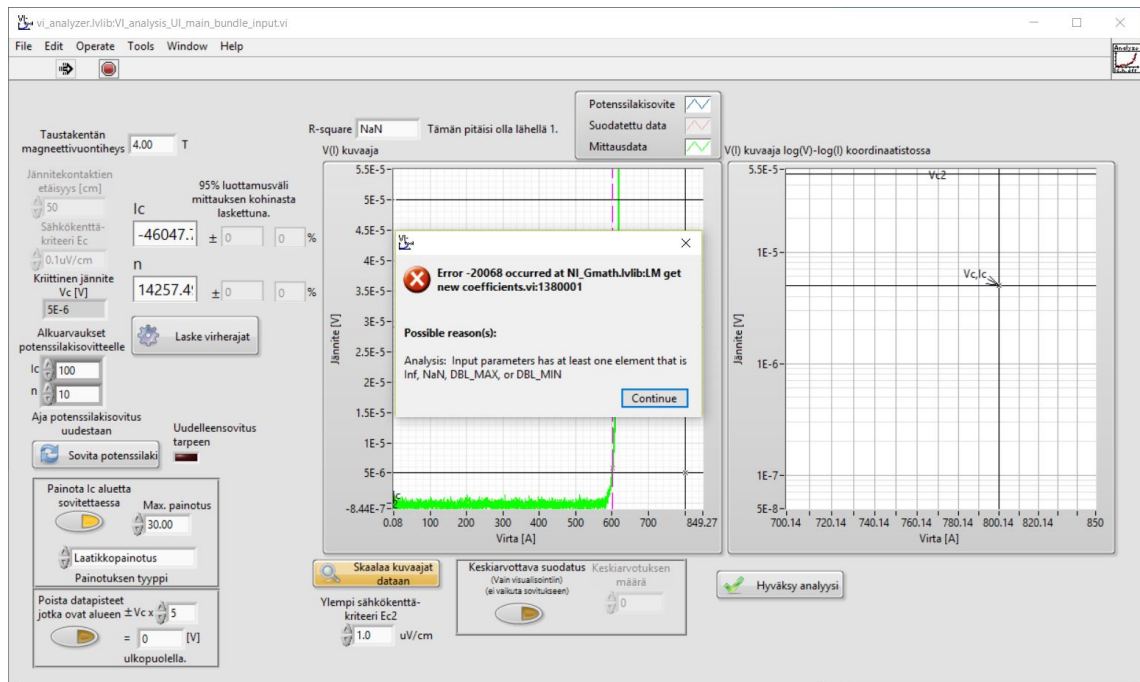 vi_analyzer.lvlib:VI_analysis_UI_main_bundle_input.vi
File Edit Operate Tools Window Help
Taustakentän
magneettivuontiheys
4.00
T
Jännitekontaktien
etäisyys [cm]
50
Sähkökenttä-
kriteeri Ec
0.1uV/cm
Kriittinen jännite
Vc [V]
5E-6
Alkuarvaukset
potenssilakisovitteelle
Ic 100
n 10
95% luottamusväli
mittauksen kohinasta
laskettuna.
Ic
-46047.
± 0 0 %
n
14257.4
± 0 0 %
Laske virherajat
Aja potenssilakisovitus
uudestaan
Sovita potenssilaki
Uudelleensovitus
tarpeen
Painota Ic aluetta
sovitettaessa
Max. painotus
30.00
Laatikkopainotus
Painotuksen tyyppi
Poista datapisteet
jotka ovat alueen ±Vc x 5
= 0 [V]
ulkopuolella.
R-square NaN Tämän pitäisi olla lähellä 1.
Potenssilakisovite
Suodatettu data
Mittausdata
V(I) kuvaaja
5.5E-5
5E-5
4.5E-5
4E-5
3.5E-5
3E-5
2.5E-5
2E-5
1.5E-5
1E-5
5E-6
-8.44E-7
Jännite [V]
0.08 100 200 300 400 500 600 700 849.27
Virta [A]
Error -20068 occurred at NI_Gmath.lvlib:LM get
new coefficients.vi:1380001
Possible reason(s):
Analysis: Input parameters has at least one element that is
Inf, NaN, DBL_MAX, or DBL_MIN
Continue
V(I) kuvaaja log(V)-log(I) koordinaatistossa
5.5E-5
1E-5
1E-6
1E-7
5E-8
Jännite [V]
Vc2
Vc,Ic
700.14 720.14 740.14 760.14 780.14 800.14 820.14 850
Virta [A]
Skaalaa kuvaajat
dataan
Ylempi sähkökenttä-
kriteeri Ec2
1.0 uV/cm
Keskiarvottava suodatus
(Vain visualisointiin)
(ei vaikuta sovitukseen)
Keskiarvotuksen
määrä
0
Hyväksy analyysi